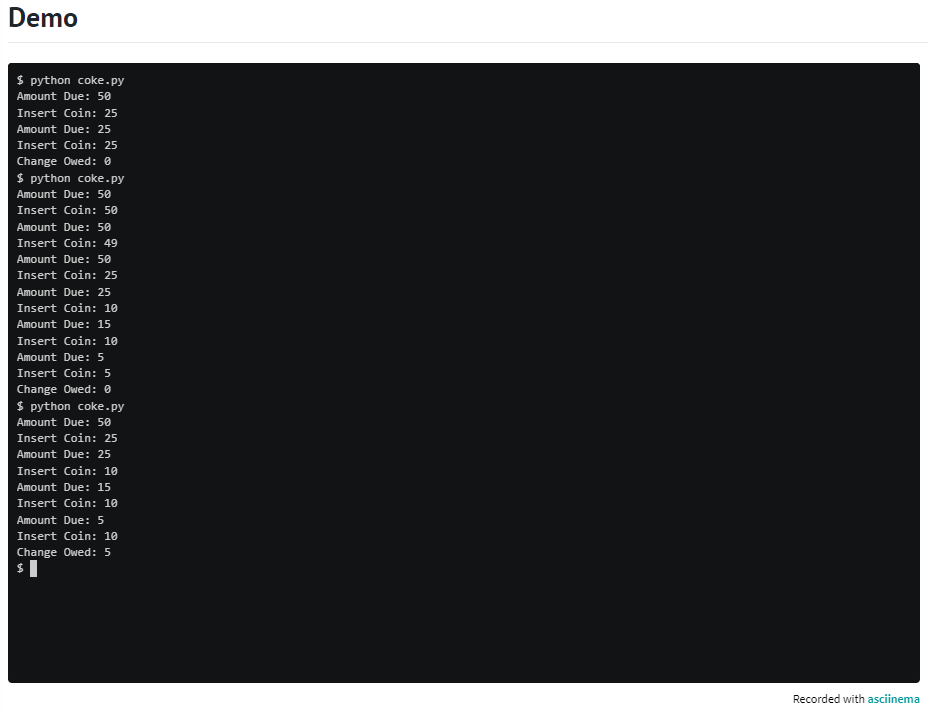 Demo
$ python coke.py
Amount Due: 50
Insert Coin: 25
Amount Due: 25
Insert Coin: 25
Change Owed: 0
$ python coke.py
Amount Due: 50
Insert Coin: 50
Amount Due: 50
Insert Coin: 49
Amount Due: 50
Insert Coin: 25
Amount Due: 25
Insert Coin: 10
Amount Due: 15
Insert Coin: 10
Amount Due: 5
Insert Coin: 5
Change Owed: 0
$ python coke.py
Amount Due: 50
Insert Coin: 25
Amount Due: 25
Insert Coin: 10
Amount Due: 15
Insert Coin: 10
Amount Due: 5
Insert Coin: 10
Change Owed: 5
$
Recorded with asciinema